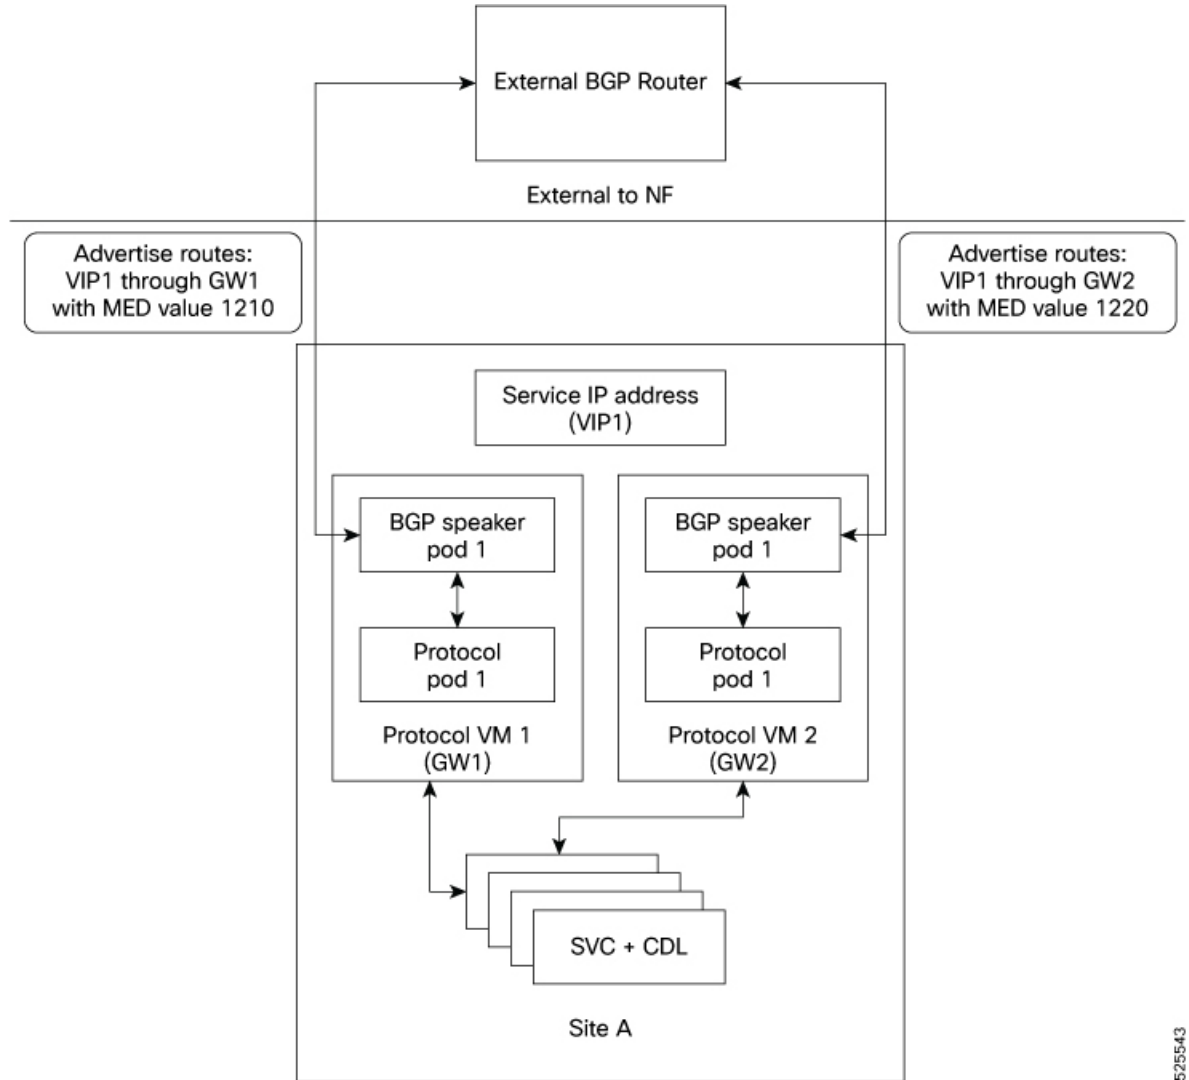 External BGP Router
External to NF
Advertise routes:
VIP1 through GW1
with MED value 1210
Advertise routes:
VIP1 through GW2
with MED value 1220
Service IP address
(VIP1)
BGP speaker
pod 1
BGP speaker
pod 1
Protocol
pod 1
Protocol
pod 1
Protocol VM 1
(GW1)
Protocol VM 2
(GW2)
SVC + CDL
Site A
525543